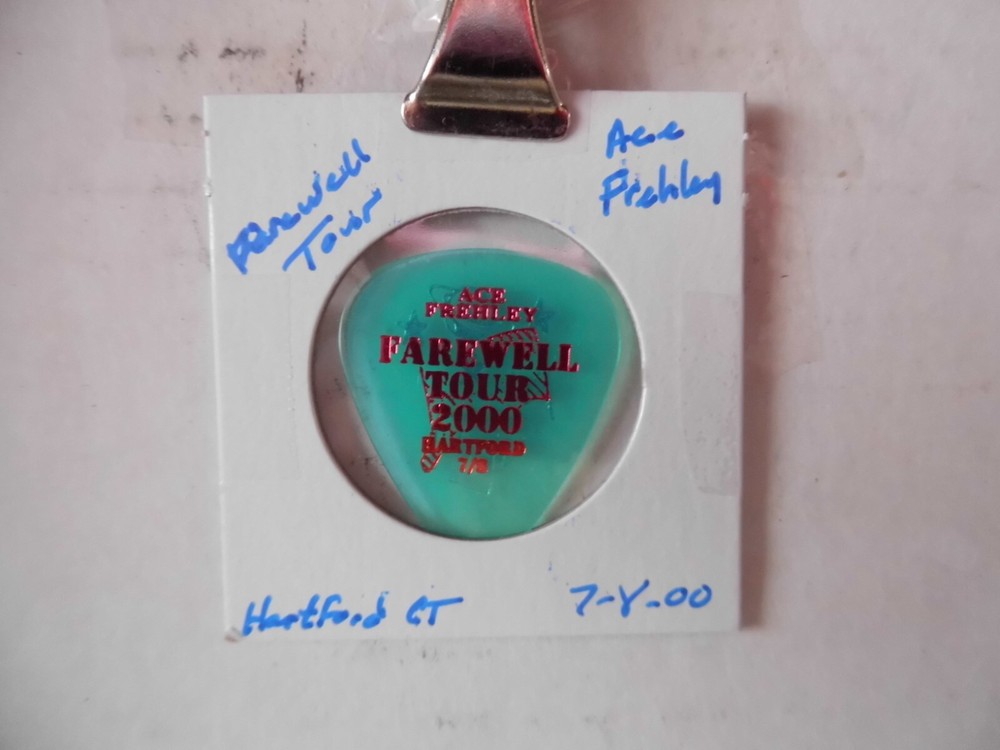 Farewell
Tour
Ace
Frehley
ACE
FREHLEY
FAREWELL
TOUR
2000
HARTFORD
7/8
Hartford CT
7-8-00